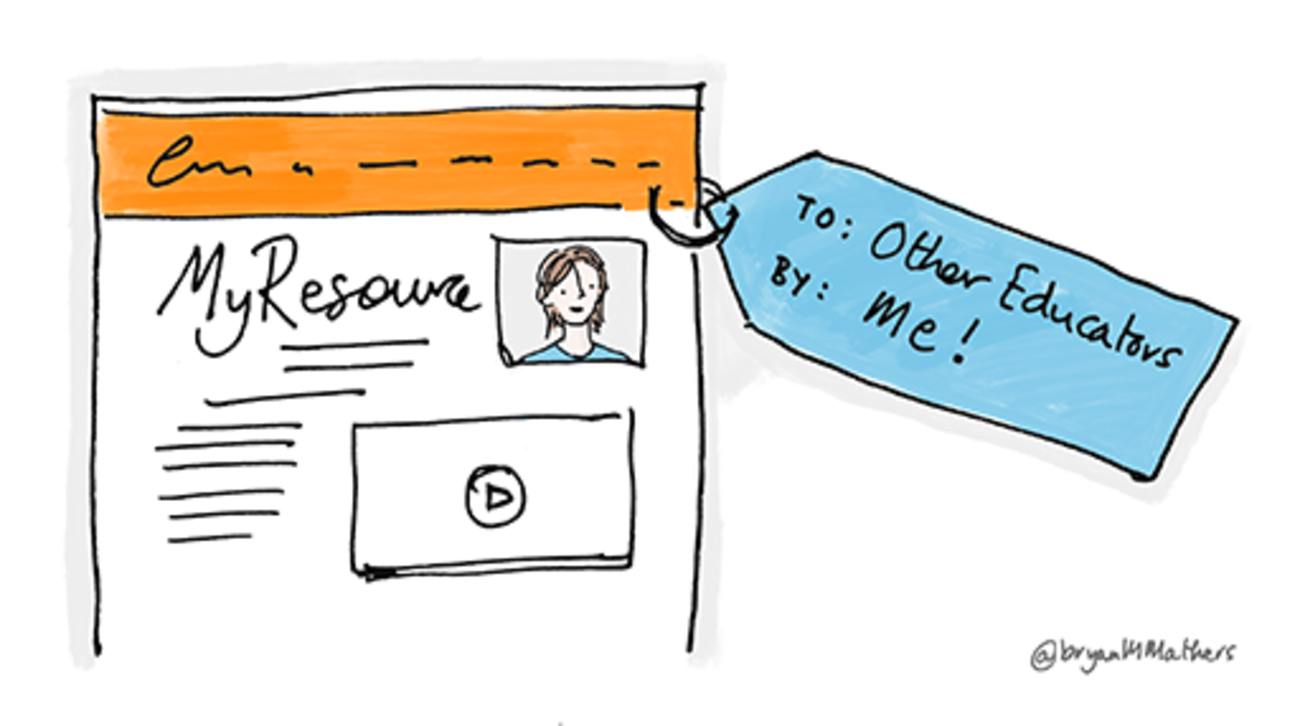 MyResource
TO: Other Educators
BY: Me!
@bryanMMathers